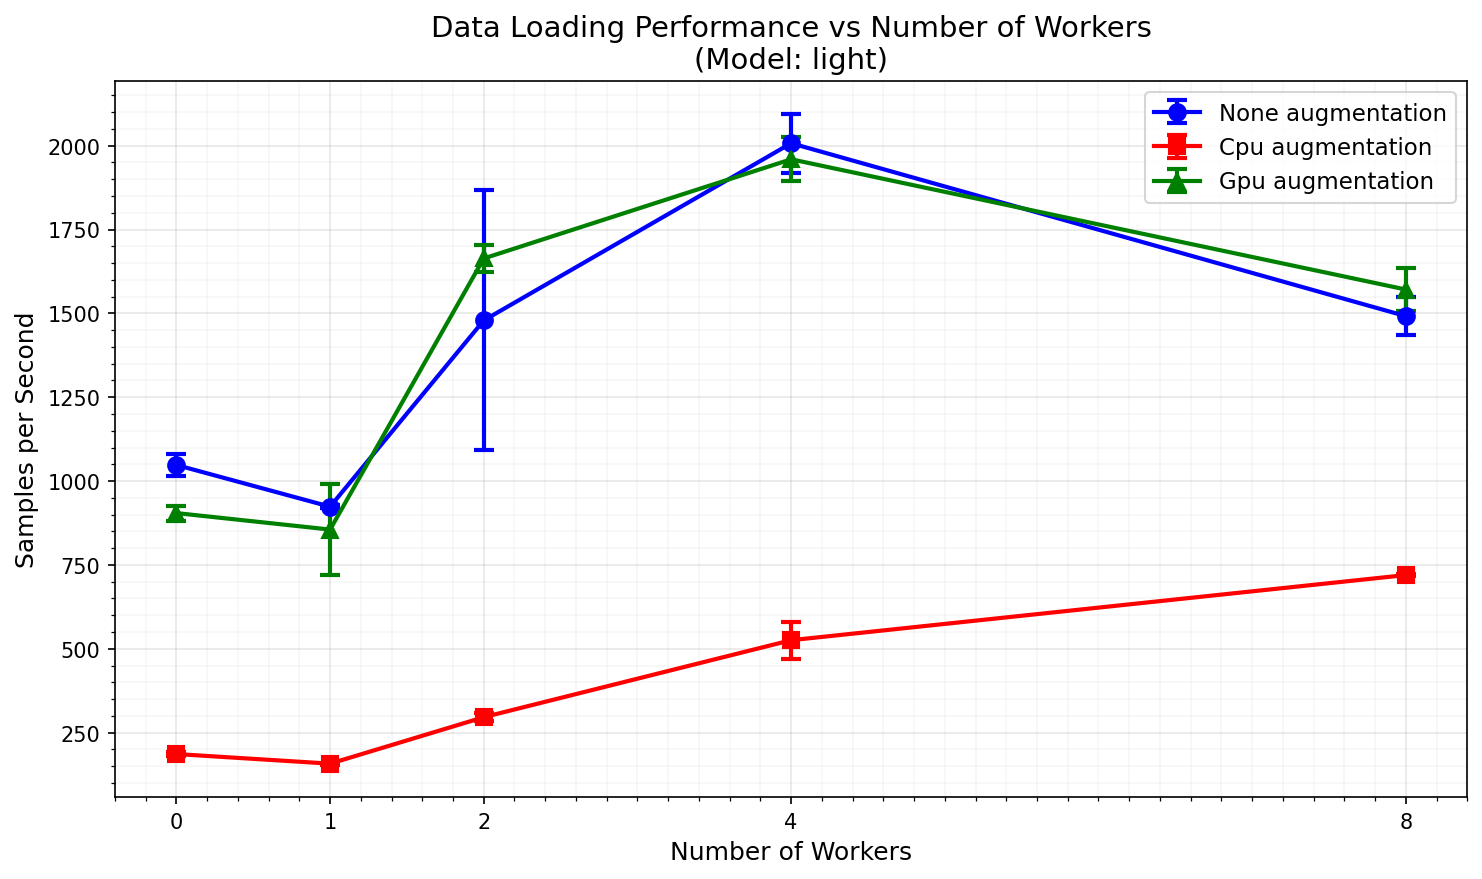 Data Loading Performance vs Number of Workers
(Model: light)
None augmentation
Cpu augmentation
Gpu augmentation
Samples per Second
2000
1750
1500
1250
1000
750
500
250
0 1 2 4 8
Number of Workers